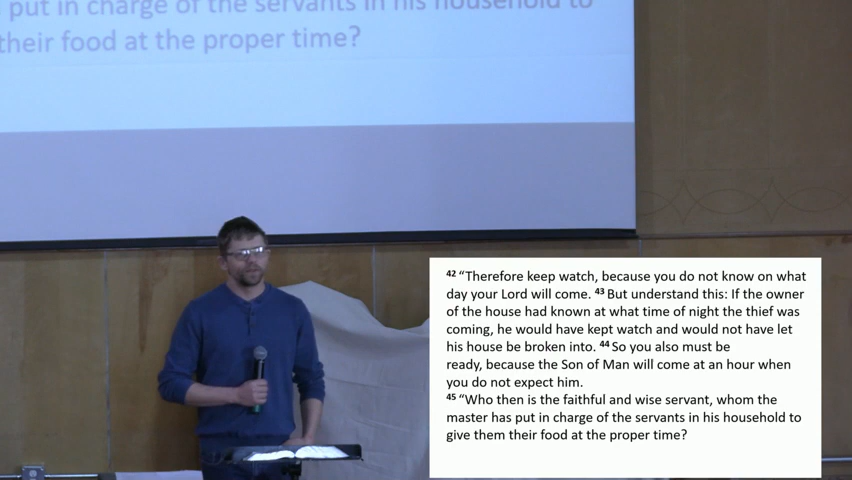 put in charge of the servants in his household to
their food at the proper time?
42 “Therefore keep watch, because you do not know on what
day your Lord will come. 43 But understand this: If the owner
of the house had known at what time of night the thief was
coming, he would have kept watch and would not have let
his house be broken into. 44 So you also must be
ready, because the Son of Man will come at an hour when
you do not expect him.
45 “Who then is the faithful and wise servant, whom the
master has put in charge of the servants in his household to
give them their food at the proper time?